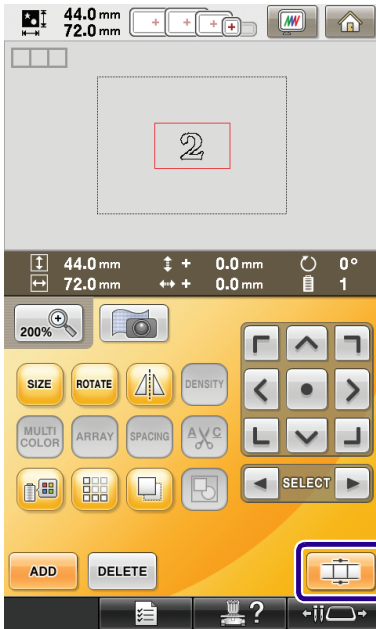 44.0 mm
72.0 mm
2
44.0 mm + 0.0 mm 0°
72.0 mm + 0.0 mm 1
200%
SIZE ROTATE DENSITY
MULTI COLOR ARRAY SPACING A C
SELECT
ADD DELETE
?